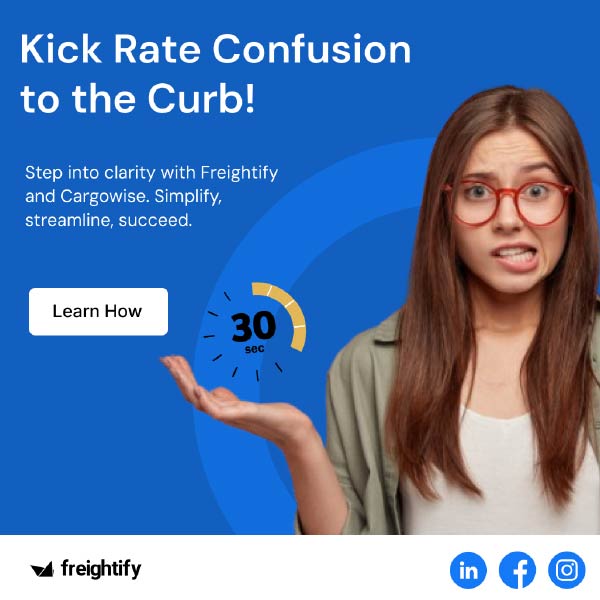 Kick Rate Confusion
to the Curb!
Step into clarity with Freightify
and Cargowise. Simplify,
streamline, succeed.
Learn How
30
sec
freightify
in
f